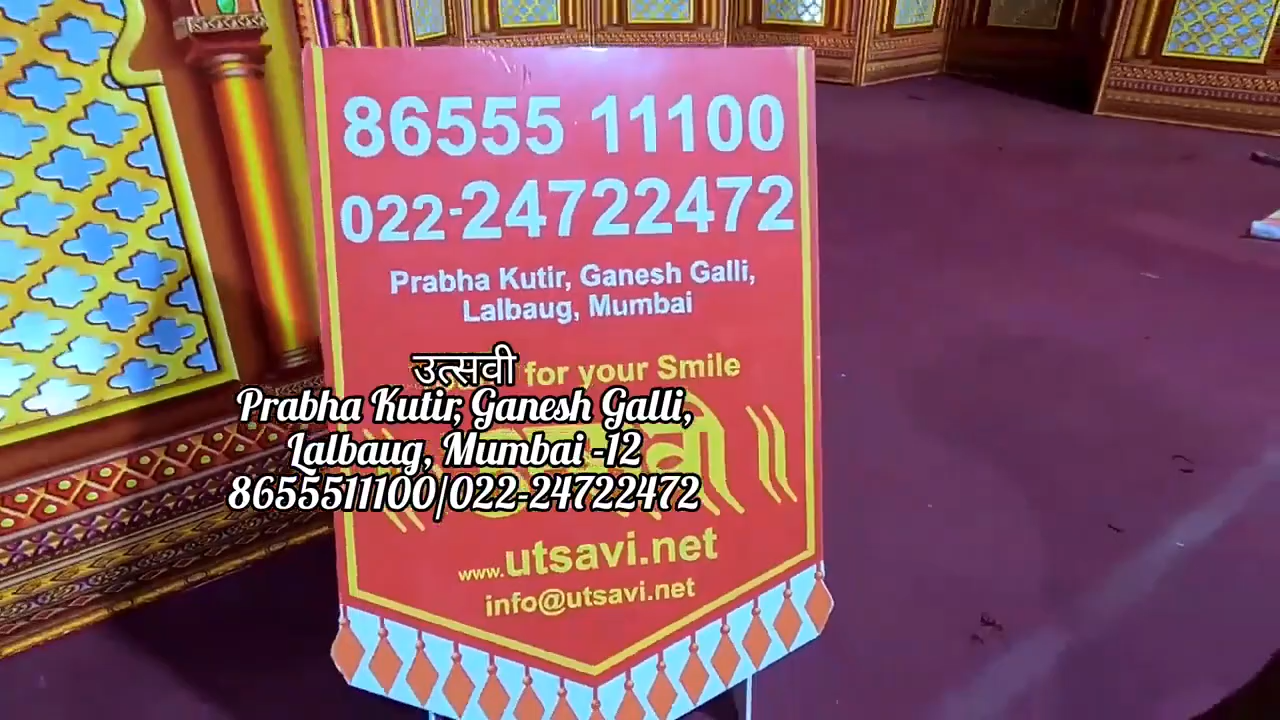 86555 11100
022-24722472
Prabha Kutir, Ganesh Galli,
Lalbaug, Mumbai
for your Smile
उत्सवी
Prabha Kutir, Ganesh Galli,
Lalbaug, Mumbai -12
8655511100/022-24722472
www.utsavi.net
info@utsavi.net